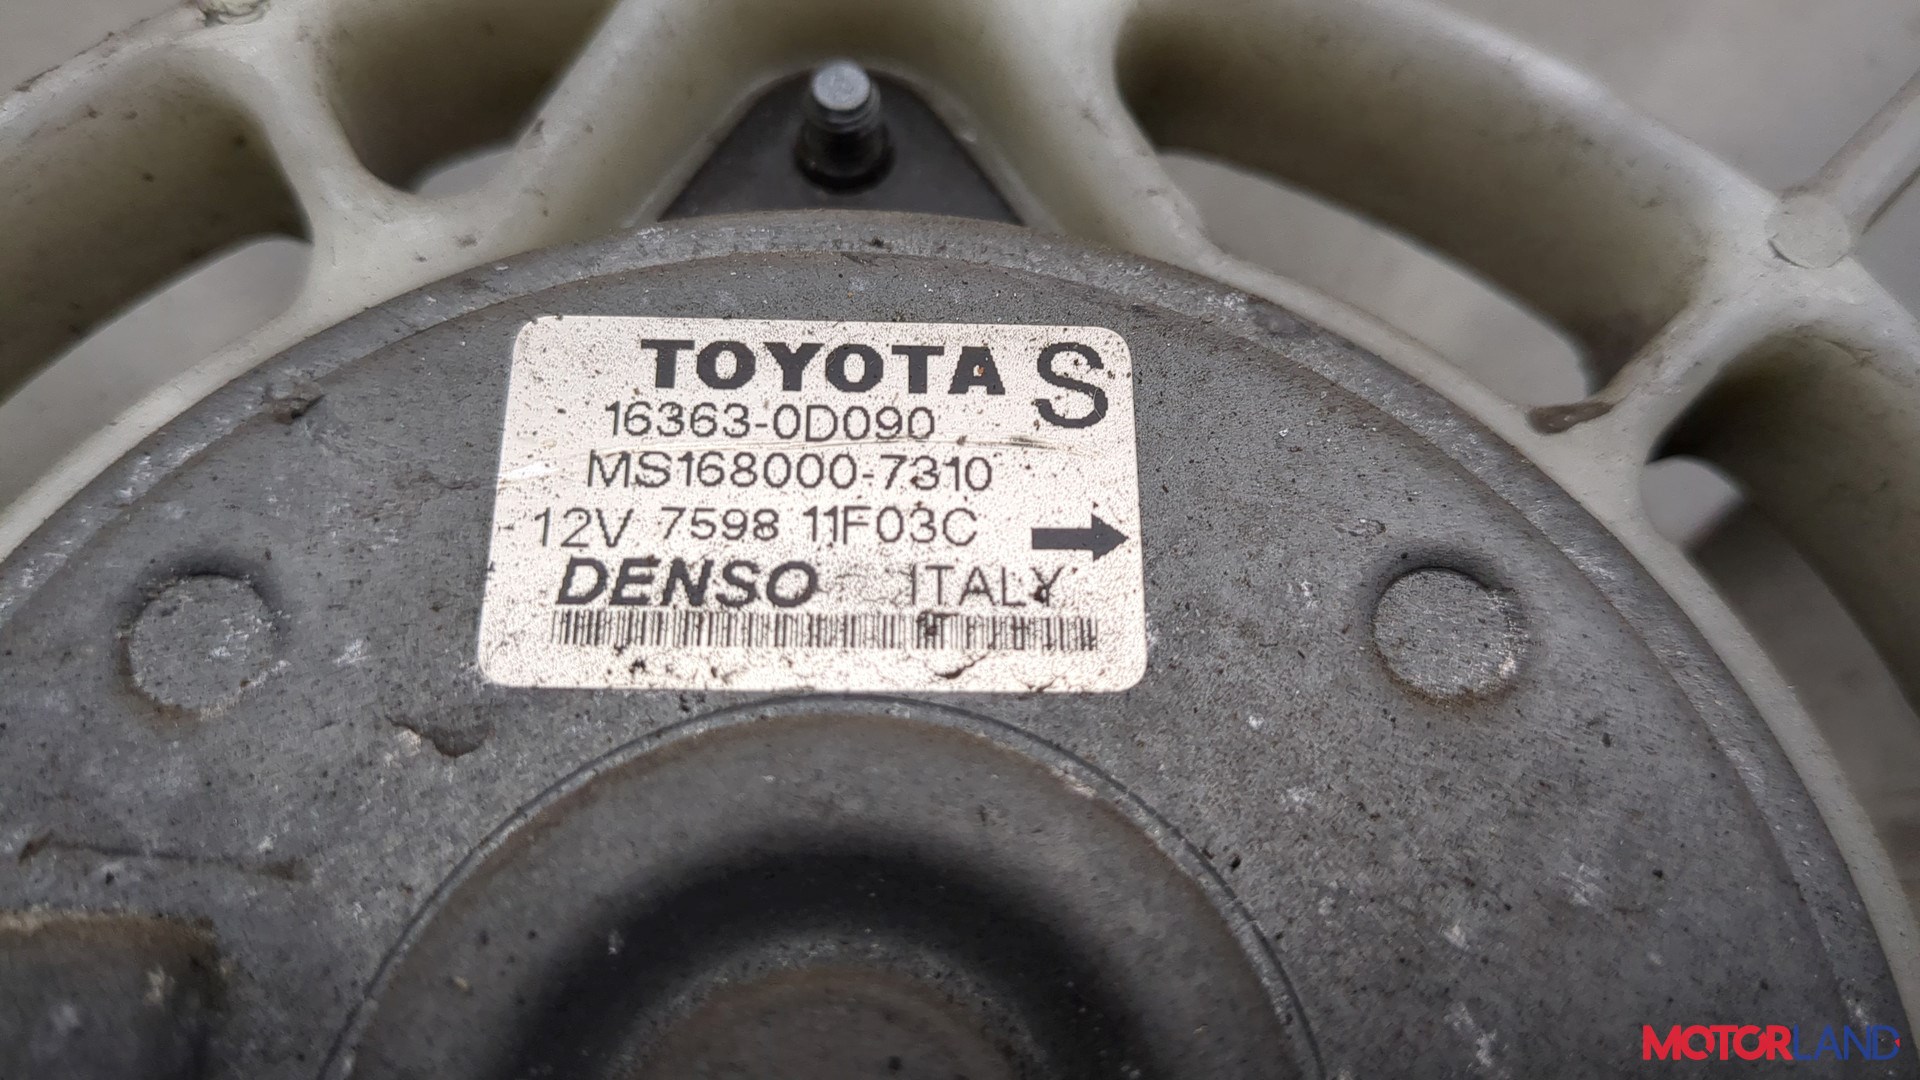 TOYOTA S
16363-0D090
MS168000-7310
12V 7598 11F03C
DENSO ITALY
MOTORLAND